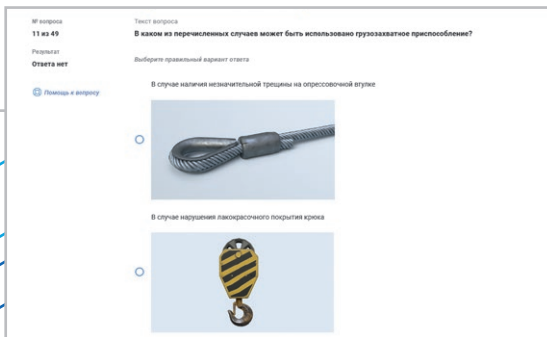 № вопроса
11 из 49
Результат
Ответа нет
Помощь к вопросу
Текст вопроса
В каком из перечисленных случаев может быть использовано грузозахватное приспособление?
Выберите правильный вариант ответа
В случае наличия незначительной трещины на опрессовочной втулке
В случае нарушения лакокрасочного покрытия крюка